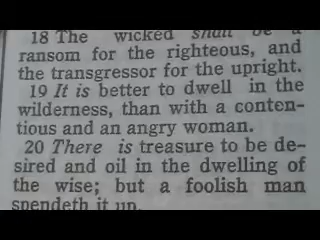 18 The wicked shall be a
ransom for the righteous, and
the transgressor for the upright.
19 It is better to dwell in the
wilderness, than with a conten-
tious and an angry woman.
20 There is treasure to be de-
sired and oil in the dwelling of
the wise; but a foolish man
spendeth it up.